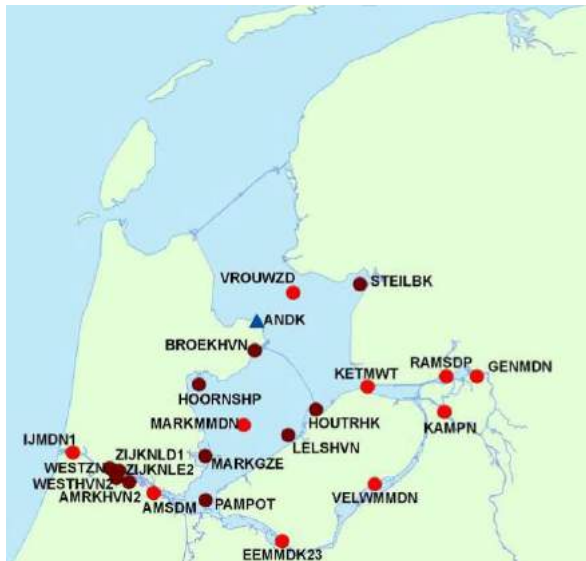 VROUWZD
STEILBK
ANDK
BROEKHVN
RAMSDP
GENMDN
KETMWT
HOORNSHP
HOUTRHK
MARKMMDN
KAMPN
IJMDN1
ZIJKNLD1
LELSHVN
WESTZN
ZIJKNLE2
MARKGZE
WESTHVN2
AMRKHVN2
AMSDM
PAMPOT
VELWMMDN
EEMMDK23